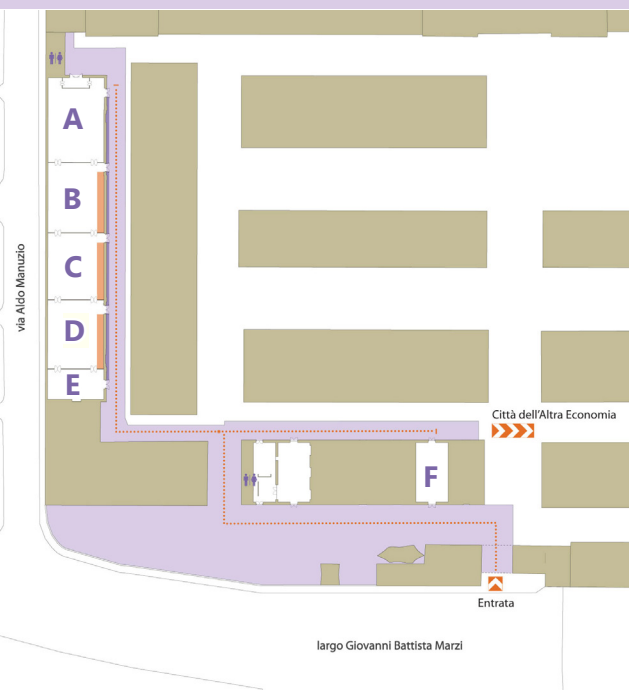 A
B
via Aldo Manuzio
C
D
E
Città dell'Altra Economia
F
Entrata
largo Giovanni Battista Marzi